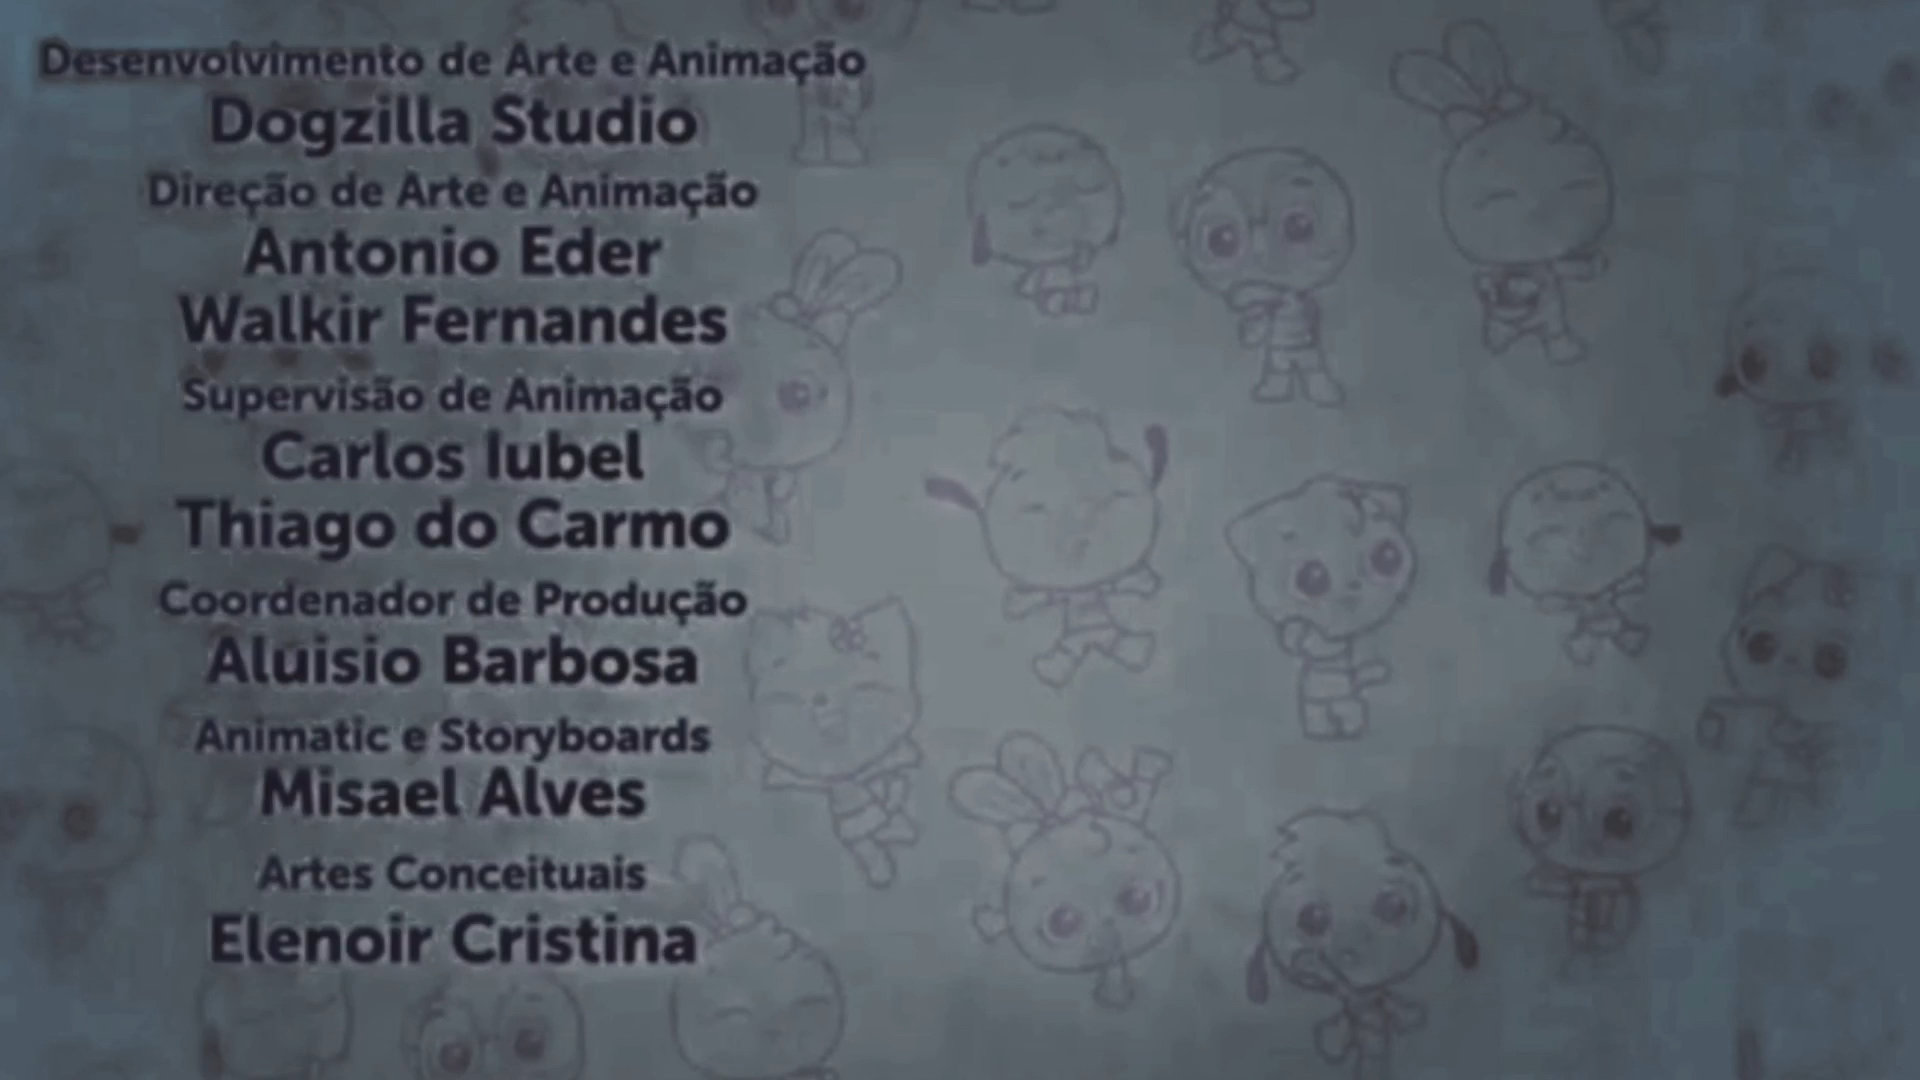 Desenvolvimento de Arte e Animação
Dogzilla Studio
Direção de Arte e Animação
Antonio Eder
Walkir Fernandes
Supervisão de Animação
Carlos Iubel
Thiago do Carmo
Coordenador de Produção
Aluisio Barbosa
Animatic e Storyboards
Misael Alves
Artes Conceituais
Elenoir Cristina